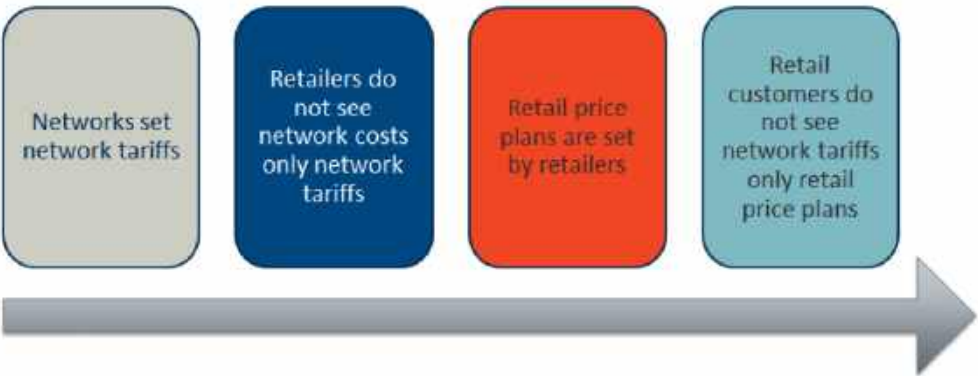 Networks set
network tariffs
Retailers do
not see
network costs
only network
tariffs
Retail price
plans are set
by retailers
Retail
customers do
not see
network tariffs
only retail
price plans